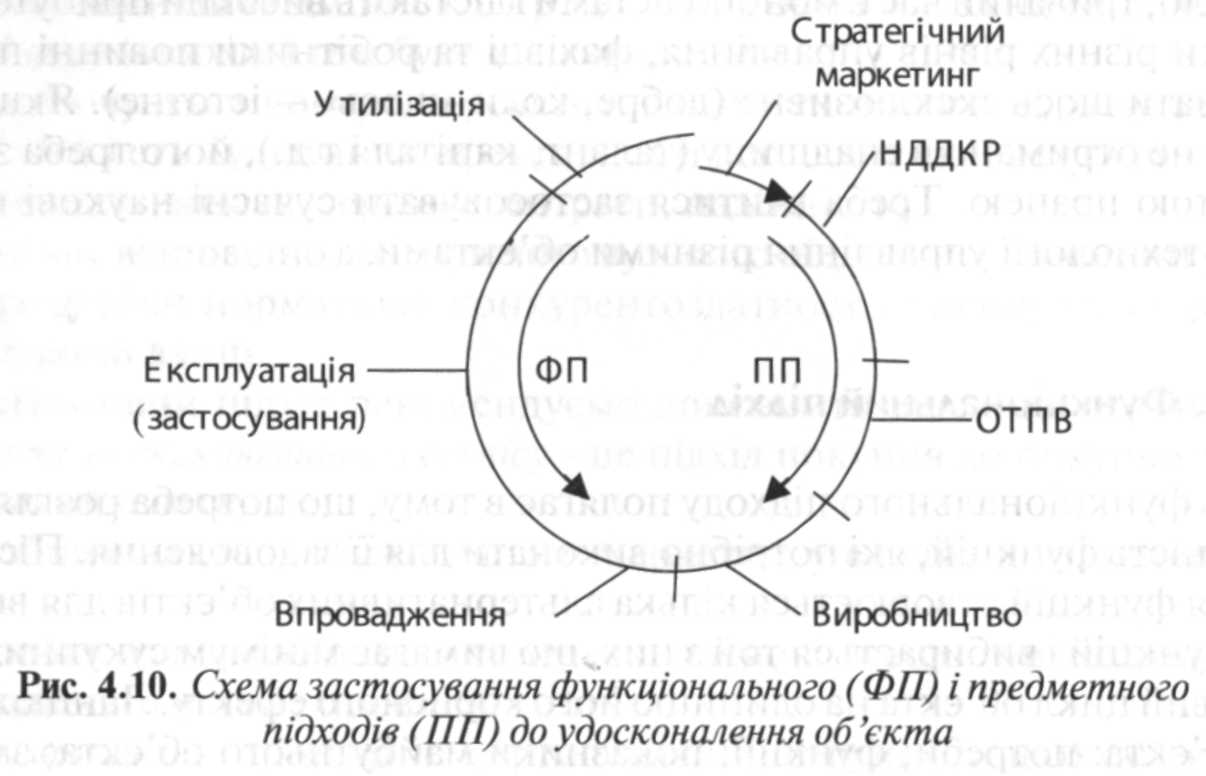 Стратегічний
маркетинг
Утилізація
НДДКР
Експлуатація
(застосування)
ФП
ПП
ОТПВ
Впровадження
Виробництво
Рис. 4.10. Схема застосування функціонального (ФП) і предметного
підходів (ПП) до удосконалення об’єкта